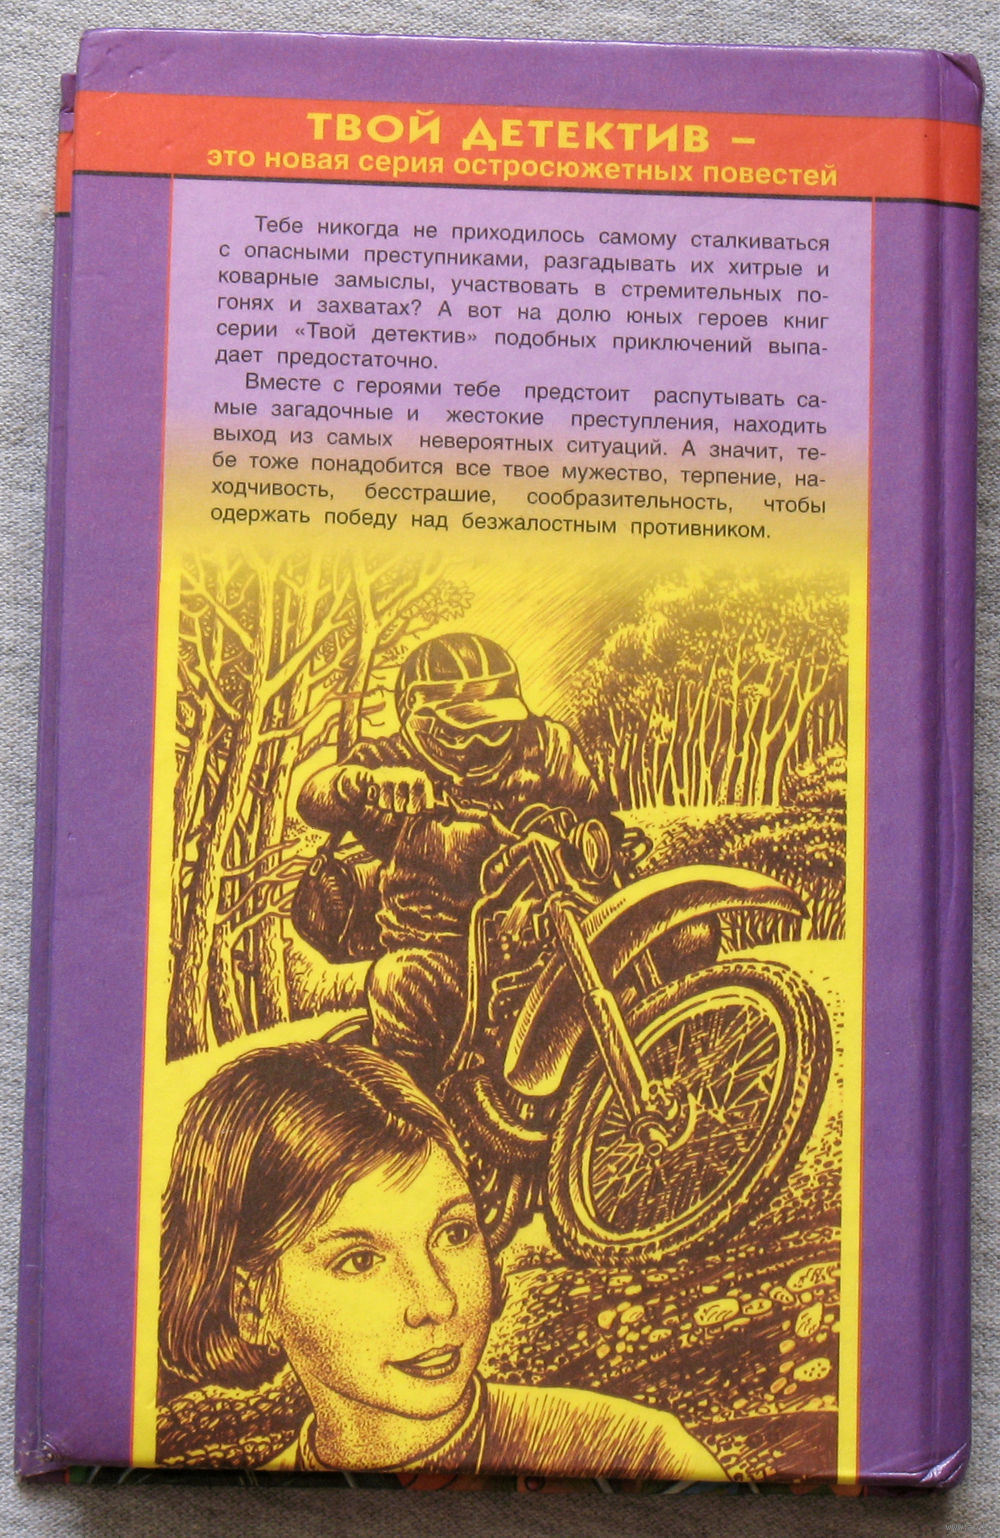 ТВОЙ ДЕТЕКТИВ –
это новая серия остросюжетных повестей
Тебе никогда не приходилось самому сталкиваться
с опасными преступниками, разгадывать их хитрые и
коварные замыслы, участвовать в стремительных по-
гонях и захватах? А вот на долю юных героев книг
серии «Твой детектив» подобных приключений выпа-
дает предостаточно.
Вместе с героями тебе предстоит распутывать са-
мые загадочные и жестокие преступления, находить
выход из самых невероятных ситуаций. А значит, те-
бе тоже понадобится все твое мужество, терпение, на-
ходчивость, бесстрашие, сообразительность, чтобы
одержать победу над безжалостным противником.